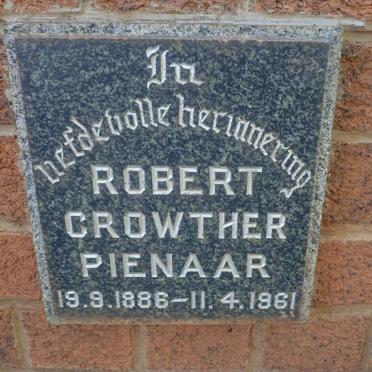 In
liefdevolle herinnering
ROBERT
CROWTHER
PIENAAR
19.9.1886–11.4.1961